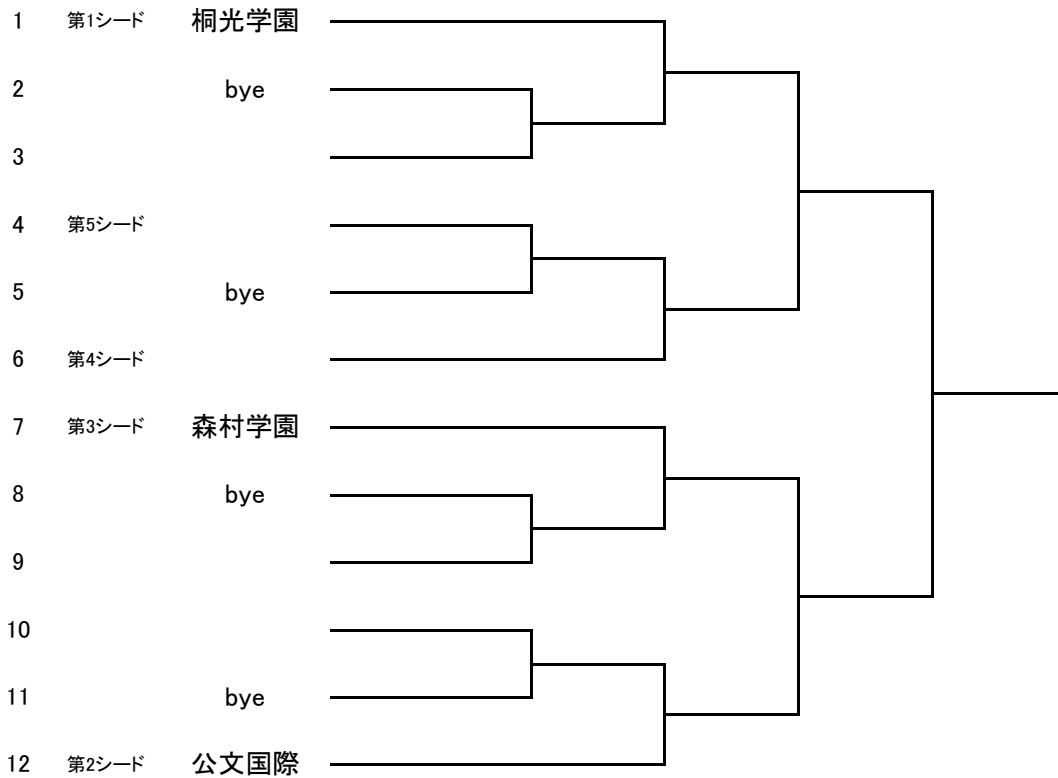 1 第1シード 桐光学園
2 bye
3
4 第5シード
5 bye
6 第4シード
7 第3シード 森村学園
8 bye
9
10
11 bye
12 第2シード 公文国際